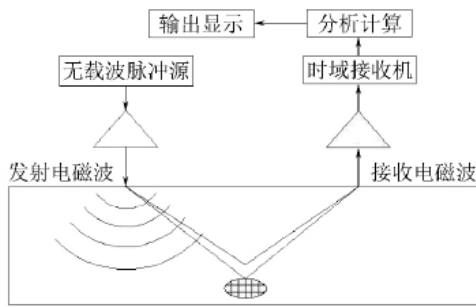 输出显示
分析计算
无载波脉冲源
时域接收机
发射电磁波
接收电磁波